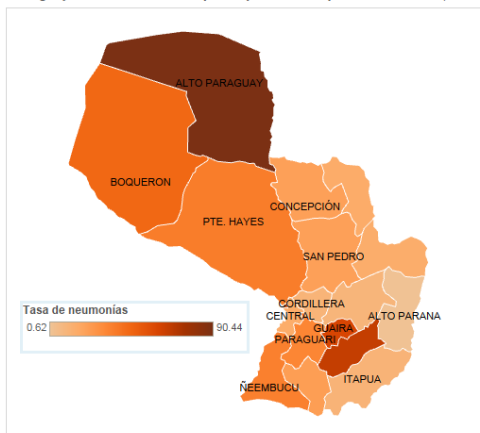 ALTO PARAGUAY
BOQUERON
CONCEPCIÓN
PTE. HAYES
SAN PEDRO
CORDILLERA
CENTRAL
ALTO PARANA
GUAIRA
PARAGUARI
ITAPUA
ÑEEMBUCU
Tasa de neumonías
0.62 90.44